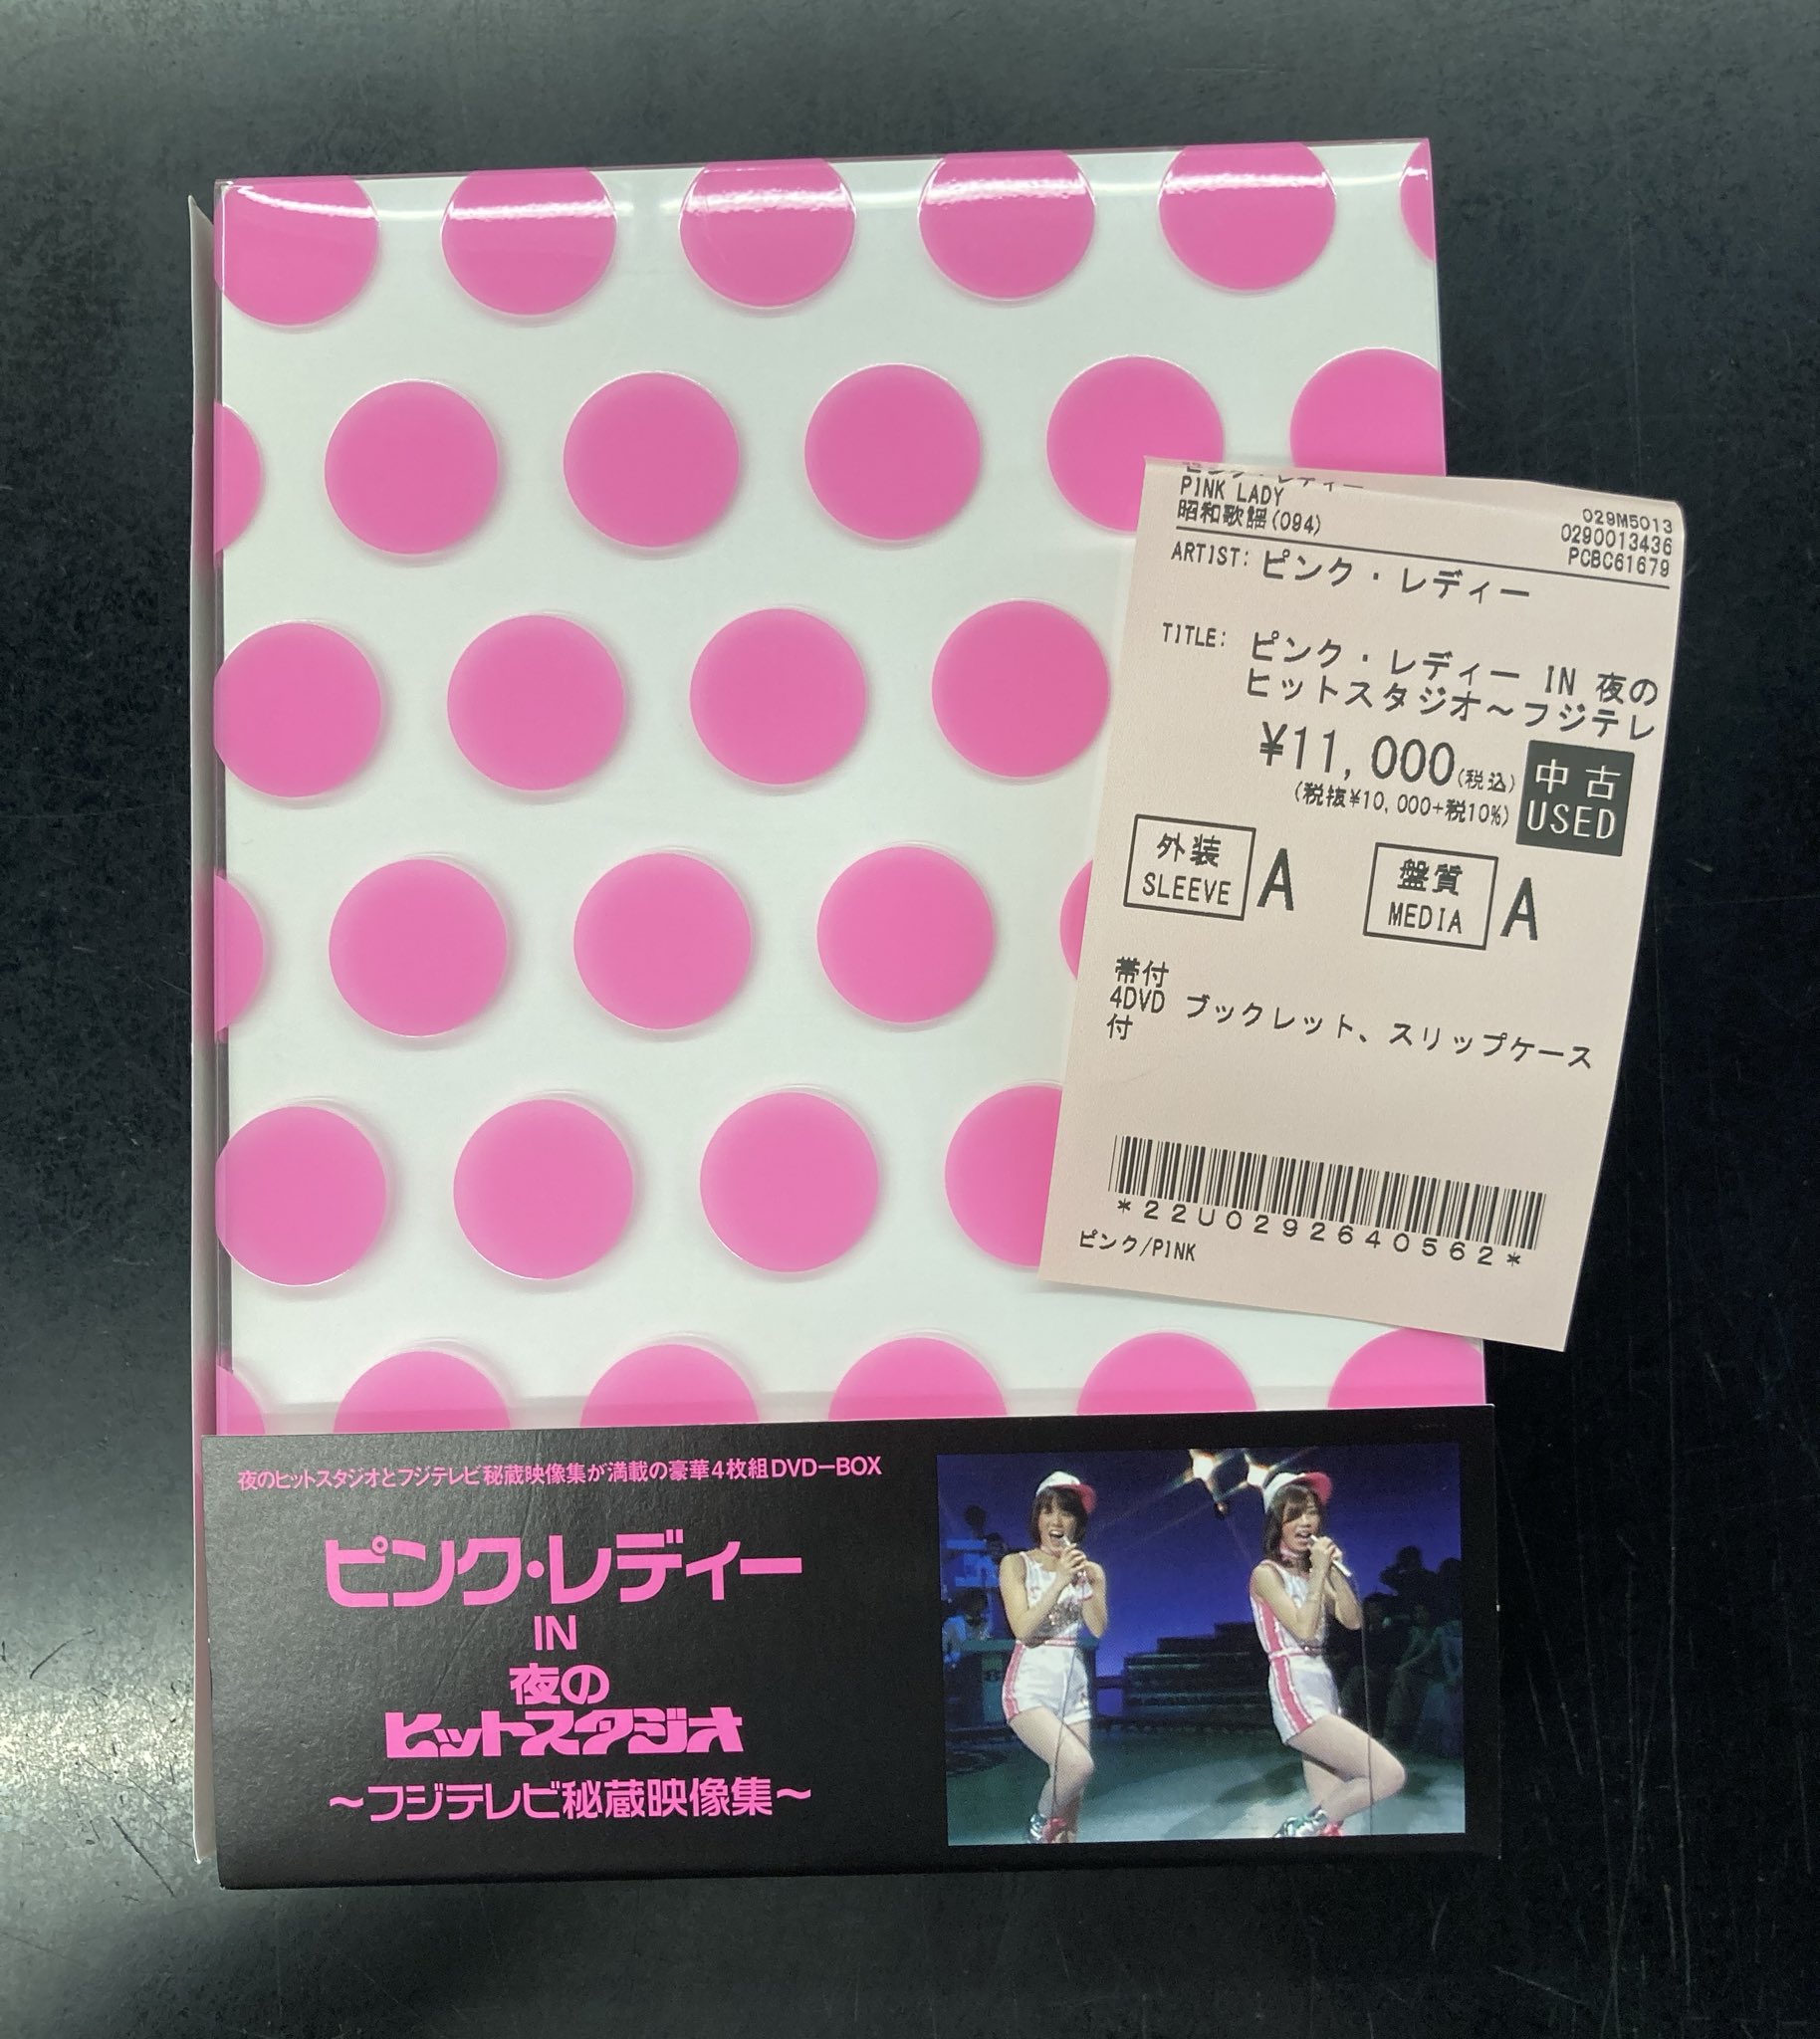 ピンク・レディー
PINK LADY
昭和歌謡(094)
029M5013
0290013436
PCBC61679
ARTIST: ピンク・レディー
TITLE: ピンク・レディー IN 夜の
ヒットスタジオ～フジテレ
¥11,000(税込)
(税抜¥10,000+税10%)
中古
USED
外装
SLEEVE
A
盤質
MEDIA
A
帯付
4DVD ブックレット、スリップケース
付
*22U0292640562*
ピンク/PINK
夜のヒットスタジオとフジテレビ秘蔵映像集が満載の豪華4枚組DVD-BOX
ピンク・レディー
IN
夜の
ヒットスタジオ
～フジテレビ秘蔵映像集～